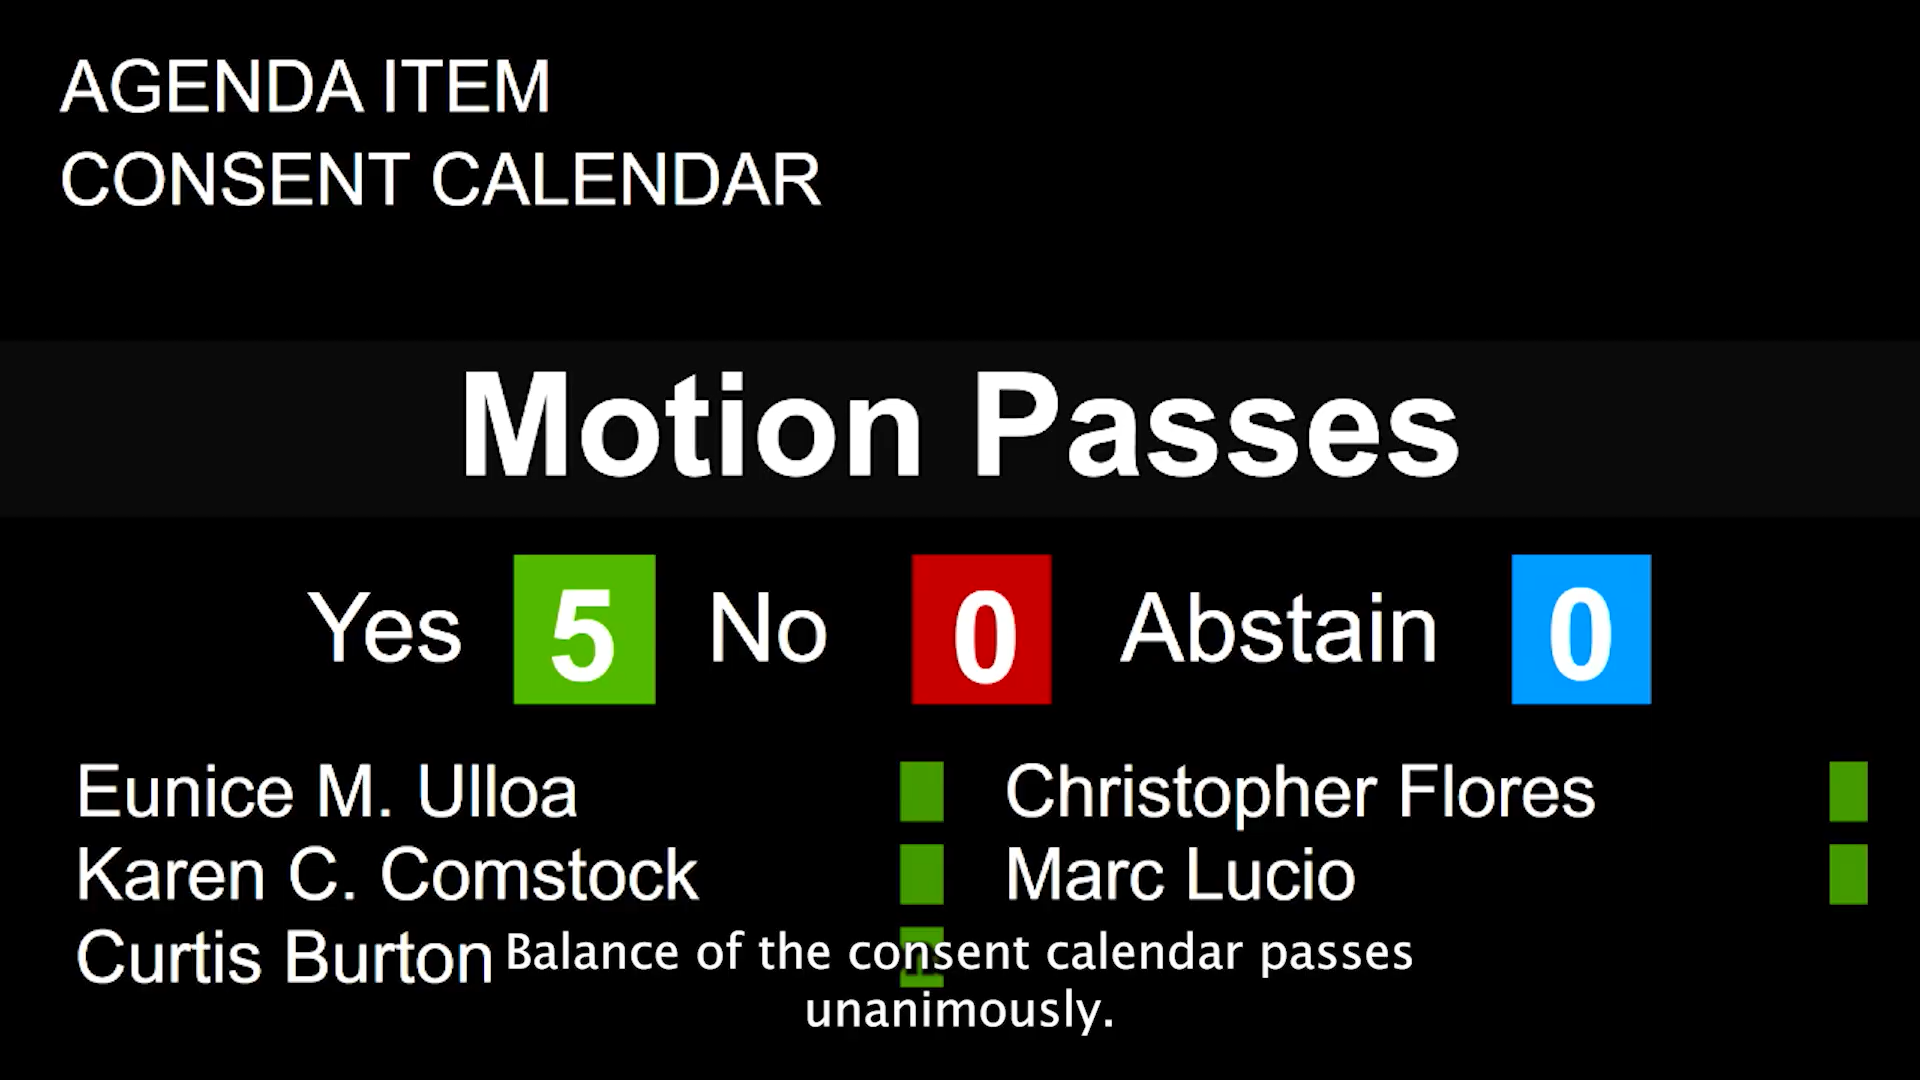 AGENDA ITEM
CONSENT CALENDAR
Motion Passes
Yes 5 No 0 Abstain 0
Eunice M. Ulloa
Christopher Flores
Karen C. Comstock
Marc Lucio
Curtis Burton
Balance of the consent calendar passes
unanimously.